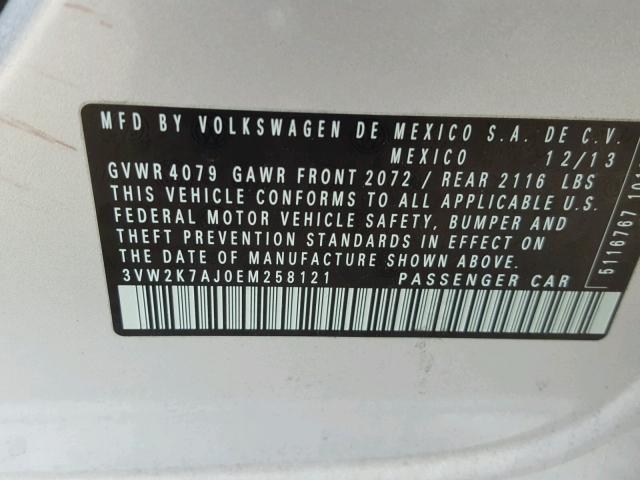 MFD BY VOLKSWAGEN DE MEXICO S.A. DE C.V.
MEXICO 12/13
GVWR 4079 GAWR FRONT 2072 / REAR 2116 LBS
THIS VEHICLE CONFORMS TO ALL APPLICABLE U.S.
FEDERAL MOTOR VEHICLE SAFETY, BUMPER AND
THEFT PREVENTION STANDARDS IN EFFECT ON
THE DATE OF MANUFACTURE SHOWN ABOVE.
3VW2K7AJ0EM258121 PASSENGER CAR
5116767